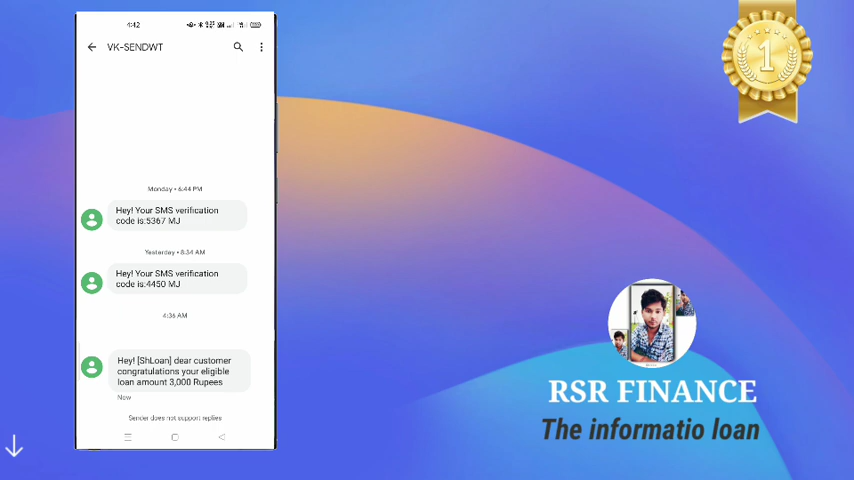 4:42
VK-SENDWT
Monday • 6:44 PM
Hey! Your SMS verification
code is:5367 MJ
Yesterday • 8:34 AM
Hey! Your SMS verification
code is:4450 MJ
4:36 AM
Hey! [ShLoan] dear customer
congratulations your eligible
loan amount 3,000 Rupees
Now
Sender does not support replies
1
RSR FINANCE
The informatio loan